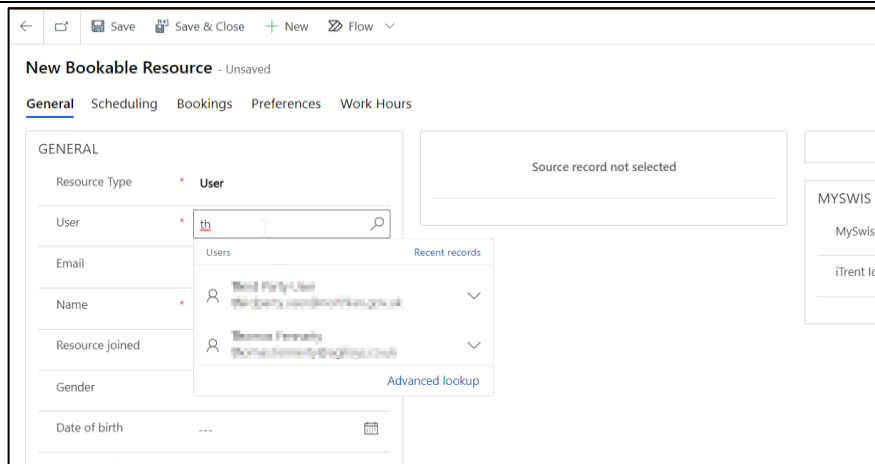 Save Save & Close New Flow
New Bookable Resource - Unsaved
General Scheduling Bookings Preferences Work Hours
GENERAL
Resource Type * User
User * th
Users Recent records
Advanced lookup
Email
Name *
Resource joined
Gender
Date of birth ---
Source record not selected
MYSWIS
MySwis
iTrent